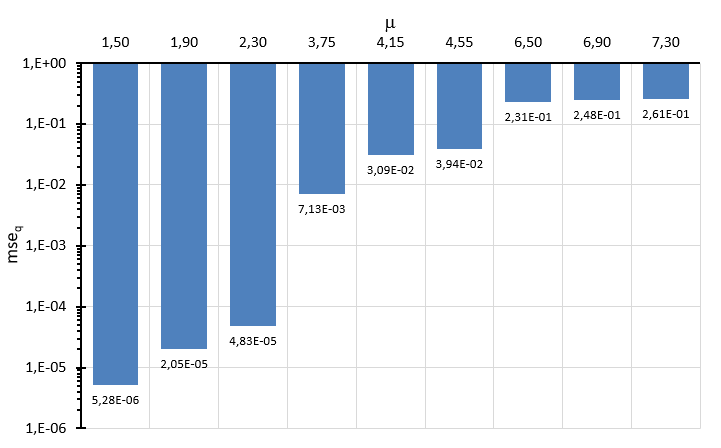 μ
1,50 1,90 2,30 3,75 4,15 4,55 6,50 6,90 7,30
1,E+00
1,E-01
1,E-02
1,E-03
1,E-04
1,E-05
1,E-06
mseq
5,28E-06
2,05E-05
4,83E-05
7,13E-03
3,09E-02
3,94E-02
2,31E-01
2,48E-01
2,61E-01